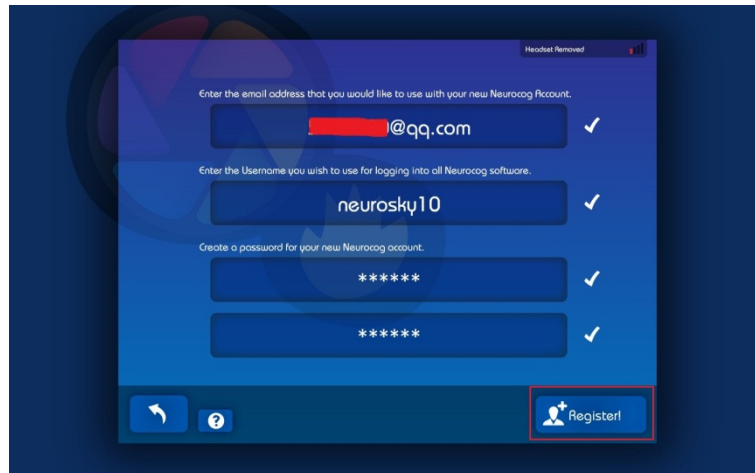 Headset Removed
Enter the email address that you would like to use with your new Neurocog Account.
@qq.com
Enter the Username you wish to use for logging into all Neurocog software.
neurosky10
Create a password for your new Neurocog account.
******
******
?
Register!